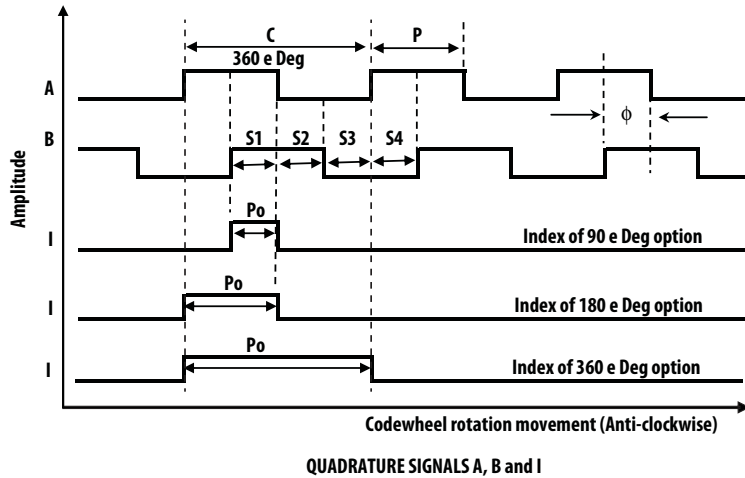 C
P
360 e Deg
A
ϕ
B
S1 S2 S3 S4
Amplitude
Po
I
Index of 90 e Deg option
Po
I
Index of 180 e Deg option
Po
I
Index of 360 e Deg option
Codewheel rotation movement (Anti-clockwise)
QUADRATURE SIGNALS A, B and I